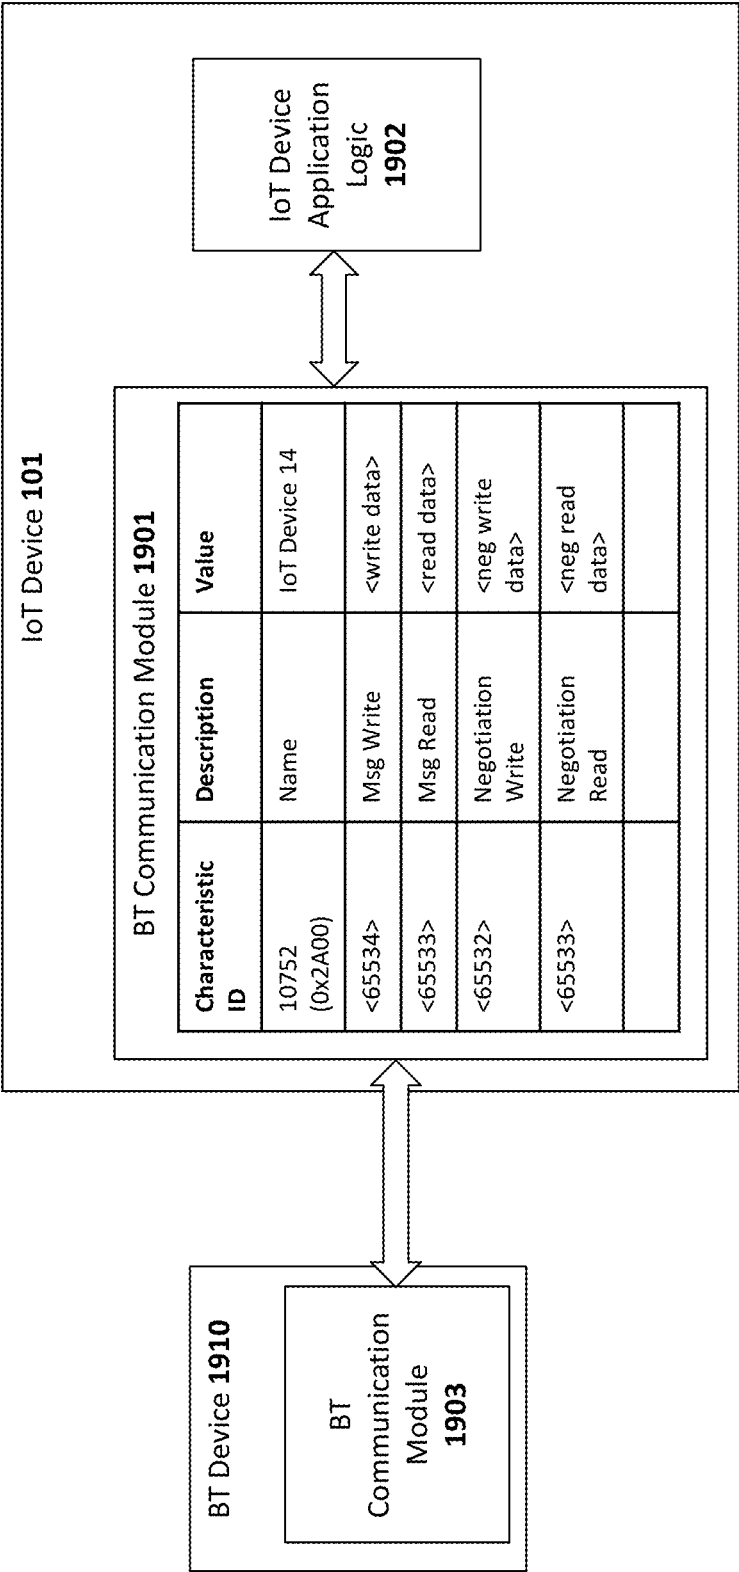 IoT Device 101
BT Communication Module 1901
Characteristic
ID
Description
Value
10752
(0x2A00)
Name
IoT Device 14
<65534>
Msg Write
<write data>
<65533>
Msg Read
<read data>
<65532>
Negotiation
Write
<neg write
data>
<65533>
Negotiation
Read
<neg read
data>
IoT Device
Application
Logic
1902
BT Device 1910
BT
Communication
Module
1903